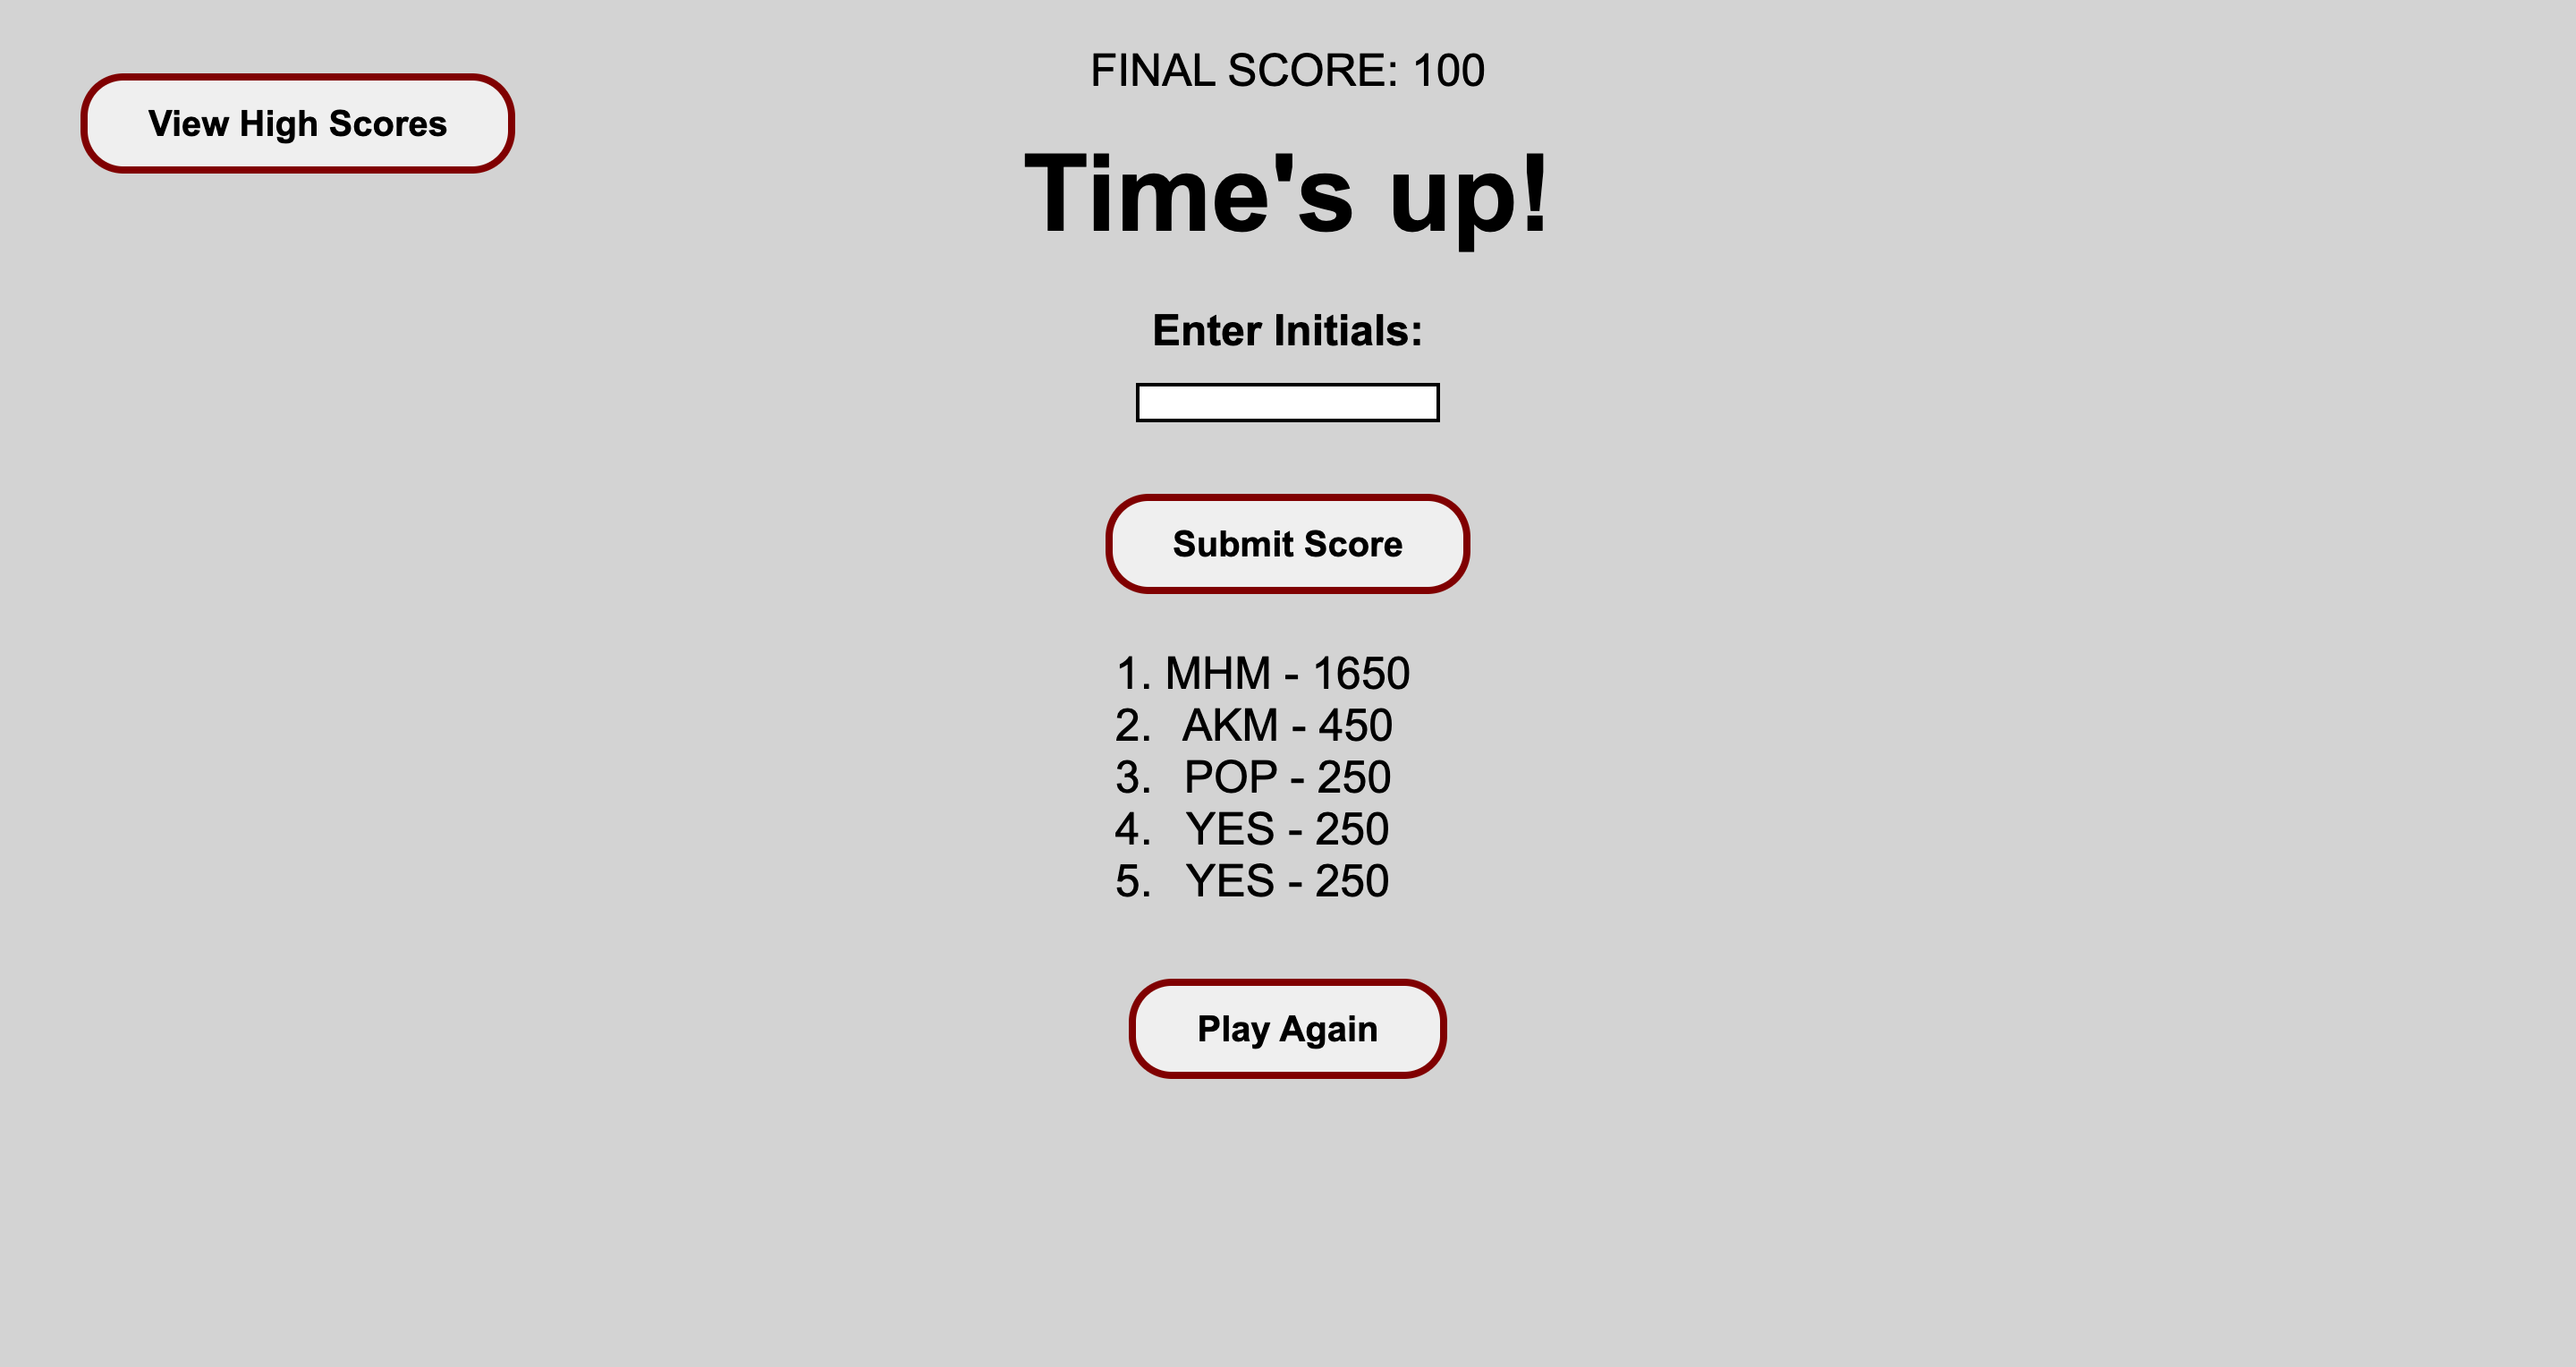 View High Scores
FINAL SCORE: 100
Time's up!
Enter Initials:
Submit Score
1. MHM - 1650
2. AKM - 450
3. POP - 250
4. YES - 250
5. YES - 250
Play Again